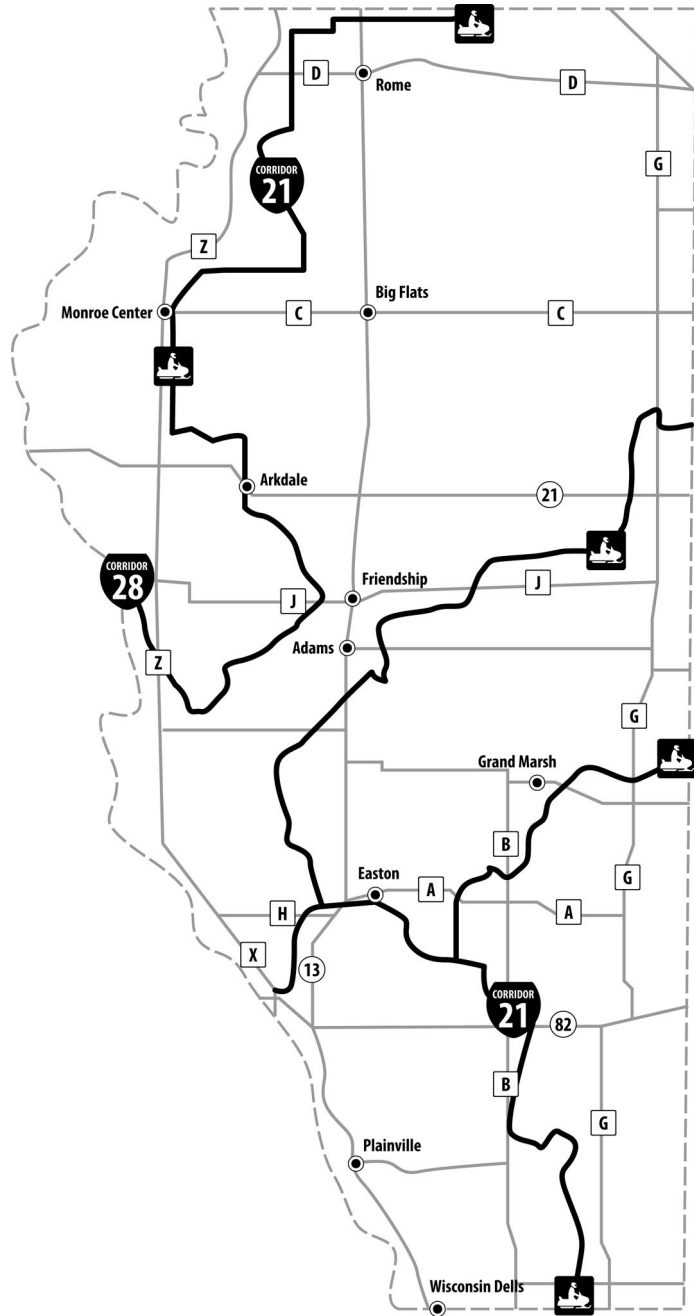 D
Rome
D
G
CORRIDOR
21
Z
Monroe Center
C
Big Flats
C
Arkdale
21
CORRIDOR
28
Friendship
J
J
Adams
Z
G
Grand Marsh
B
Easton
A
G
H
A
X
13
CORRIDOR
21
82
B
G
Plainville
Wisconsin Dells